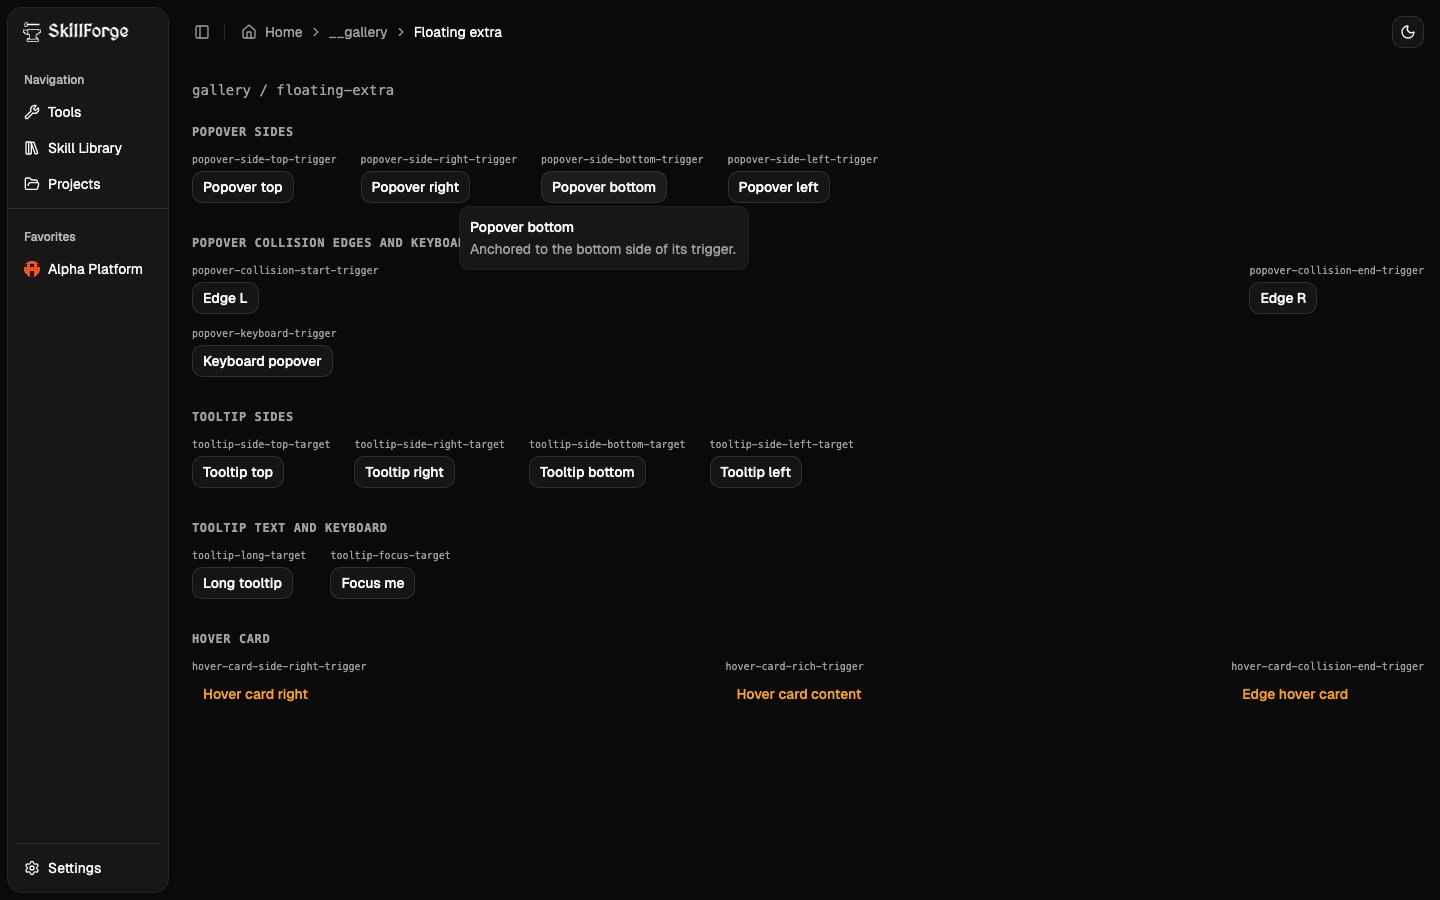 SkillForge
Navigation
Tools
Skill Library
Projects
Favorites
Alpha Platform
Settings
Home > __gallery > Floating extra
gallery / floating-extra
POPOVER SIDES
popover-side-top-trigger popover-side-right-trigger popover-side-bottom-trigger popover-side-left-trigger
Popover top Popover right Popover bottom Popover left
Popover bottom
Anchored to the bottom side of its trigger.
POPOVER COLLISION EDGES AND
popover-collision-start-trigger popover-collision-end-trigger
Edge L Edge R
popover-keyboard-trigger
Keyboard popover
TOOLTIP SIDES
tooltip-side-top-target tooltip-side-right-target tooltip-side-bottom-target tooltip-side-left-target
Tooltip top Tooltip right Tooltip bottom Tooltip left
TOOLTIP TEXT AND KEYBOARD
tooltip-long-target tooltip-focus-target
Long tooltip Focus me
HOVER CARD
hover-card-side-right-trigger hover-card-rich-trigger hover-card-collision-end-trigger
Hover card right Hover card content Edge hover card